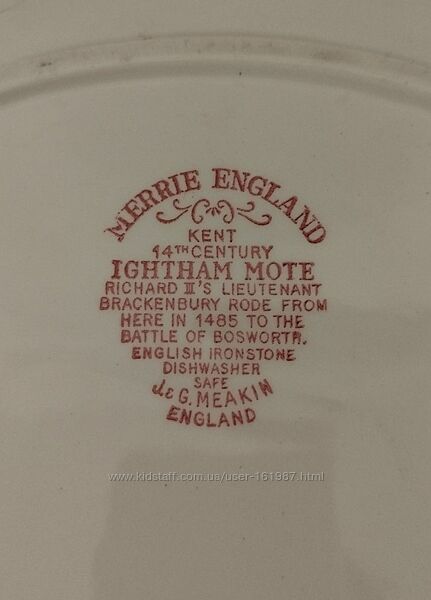 MERRIE ENGLAND
KENT
14TH CENTURY
IGHTHAM MOTE
RICHARD III'S LIEUTENANT
BRACKENBURY RODE FROM
HERE IN 1485 TO THE
BATTLE OF BOSWORTH.
ENGLISH IRONSTONE
DISHWASHER
SAFE
J. & G. MEAKIN
ENGLAND
www.kidstaff.com.ua/user-161987.html